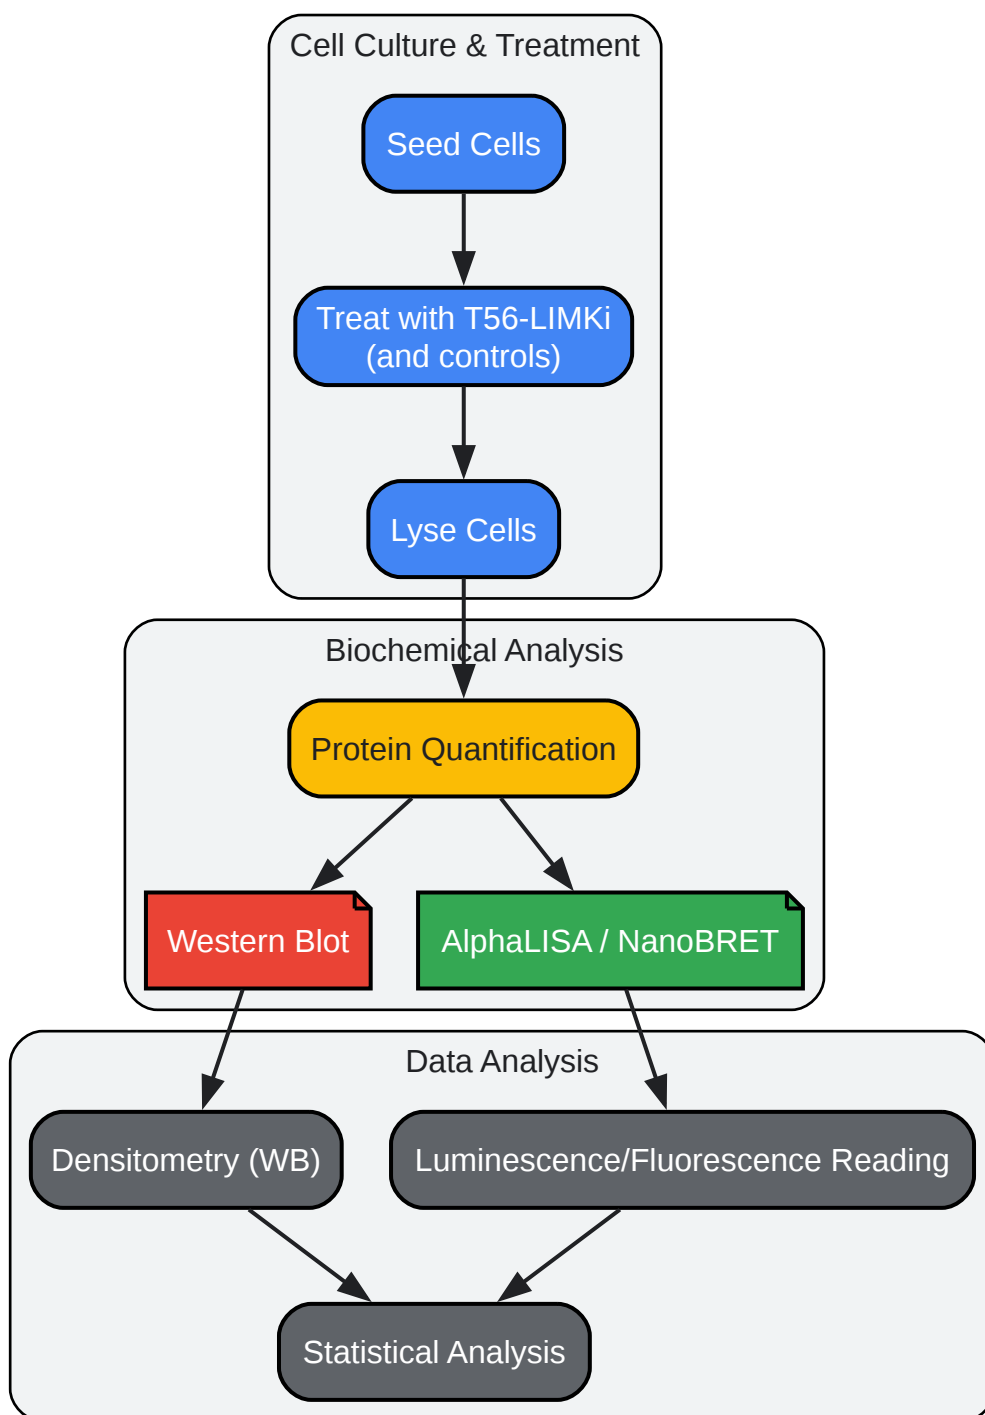 Cell Culture & Treatment
Seed Cells
Treat with T56-LIMKi
(and controls)
Lyse Cells
Biochemical Analysis
Protein Quantification
Western Blot
AlphaLISA / NanoBRET
Data Analysis
Densitometry (WB)
Luminescence/Fluorescence Reading
Statistical Analysis